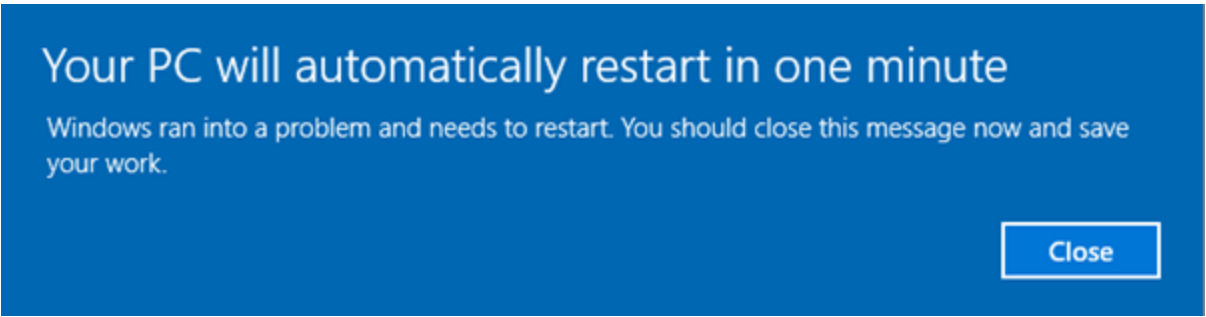 Your PC will automatically restart in one minute
Windows ran into a problem and needs to restart. You should close this message now and save
your work.
Close